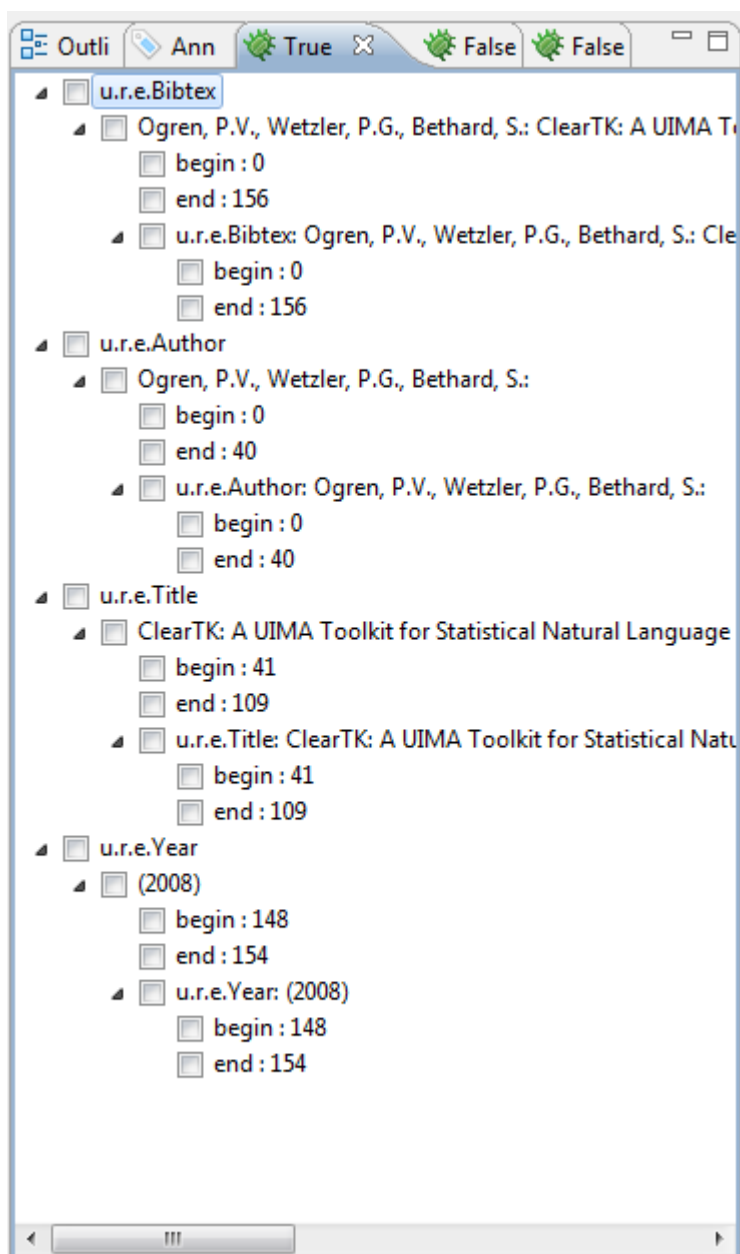 Outli Ann True False False
u.r.e.Bibtex
Ogren, P.V., Wetzler, P.G., Bethard, S.: ClearTK: A UIMA T
begin : 0
end : 156
u.r.e.Bibtex: Ogren, P.V., Wetzler, P.G., Bethard, S.: Cle
begin : 0
end : 156
u.r.e.Author
Ogren, P.V., Wetzler, P.G., Bethard, S.:
begin : 0
end : 40
u.r.e.Author: Ogren, P.V., Wetzler, P.G., Bethard, S.:
begin : 0
end : 40
u.r.e.Title
ClearTK: A UIMA Toolkit for Statistical Natural Language
begin : 41
end : 109
u.r.e.Title: ClearTK: A UIMA Toolkit for Statistical Natu
begin : 41
end : 109
u.r.e.Year
(2008)
begin : 148
end : 154
u.r.e.Year: (2008)
begin : 148
end : 154